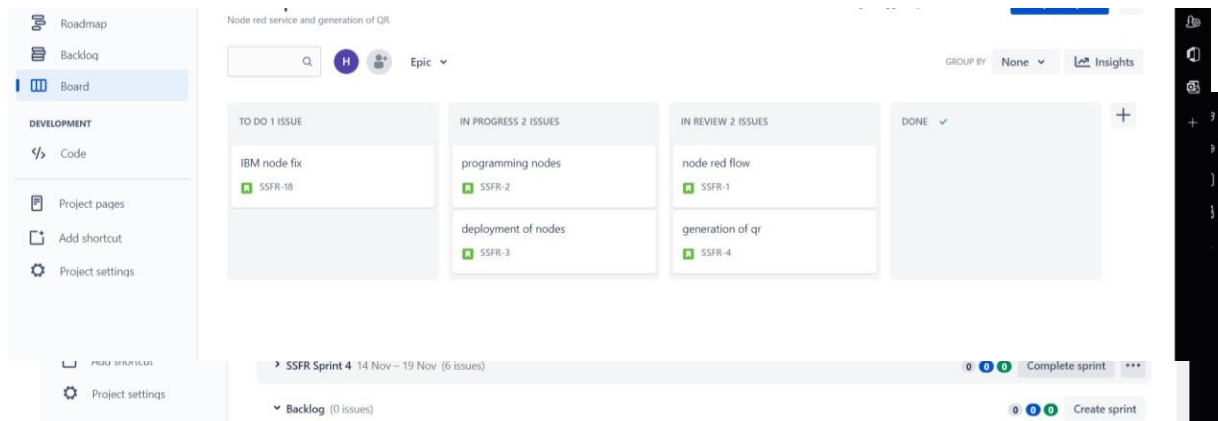 Roadmap
Node red service and generation of QR
Backlog
H
Epic
GROUP BY None
Insights
Board
DEVELOPMENT
Code
TO DO 1 ISSUE
IN PROGRESS 2 ISSUES
IN REVIEW 2 ISSUES
DONE
IBM node fix
SSFR-18
programming nodes
SSFR-2
node red flow
SSFR-1
Project pages
Add shortcut
deployment of nodes
SSFR-3
generation of qr
SSFR-4
Project settings
Add shortcut
SSFR Sprint 4 14 Nov – 19 Nov (6 issues)
0 0 0 Complete sprint
Project settings
Backlog (0 issues)
0 0 0 Create sprint